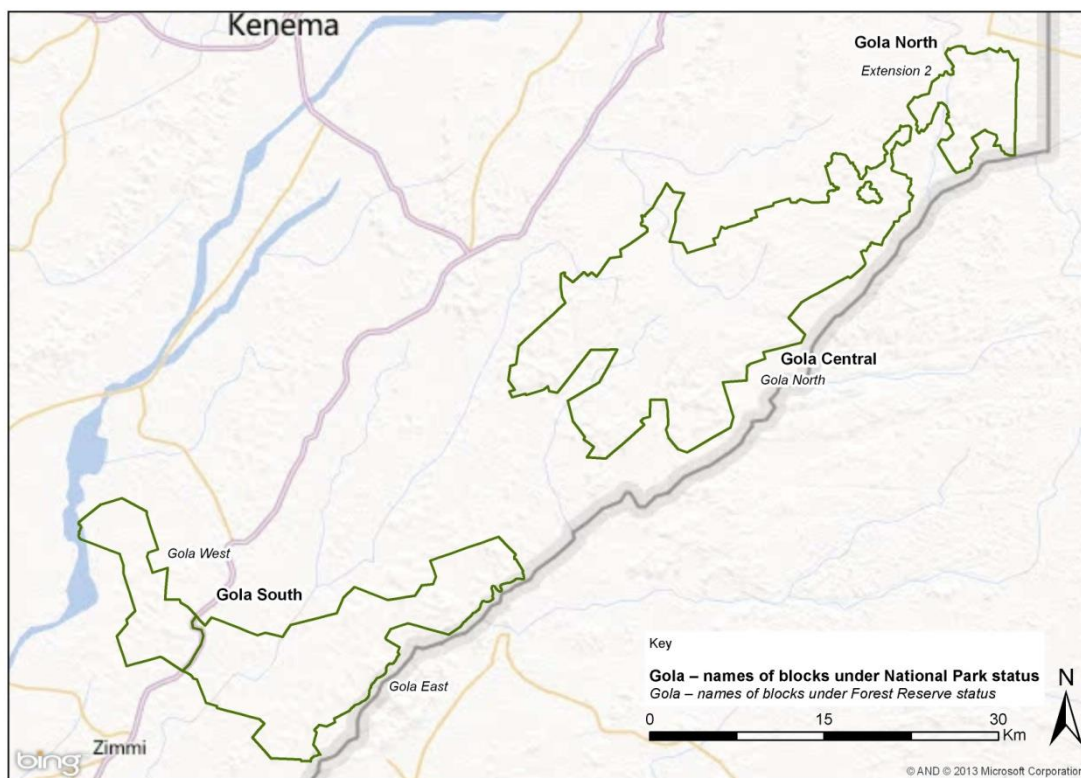 Kenema
Gola North
Extension 2
Gola Central
Gola North
Gola West
Gola South
Gola East
Zimmi
Key
Gola – names of blocks under National Park status
Gola – names of blocks under Forest Reserve status
N
0 15 30
Km
bing
© AND © 2013 Microsoft Corporation